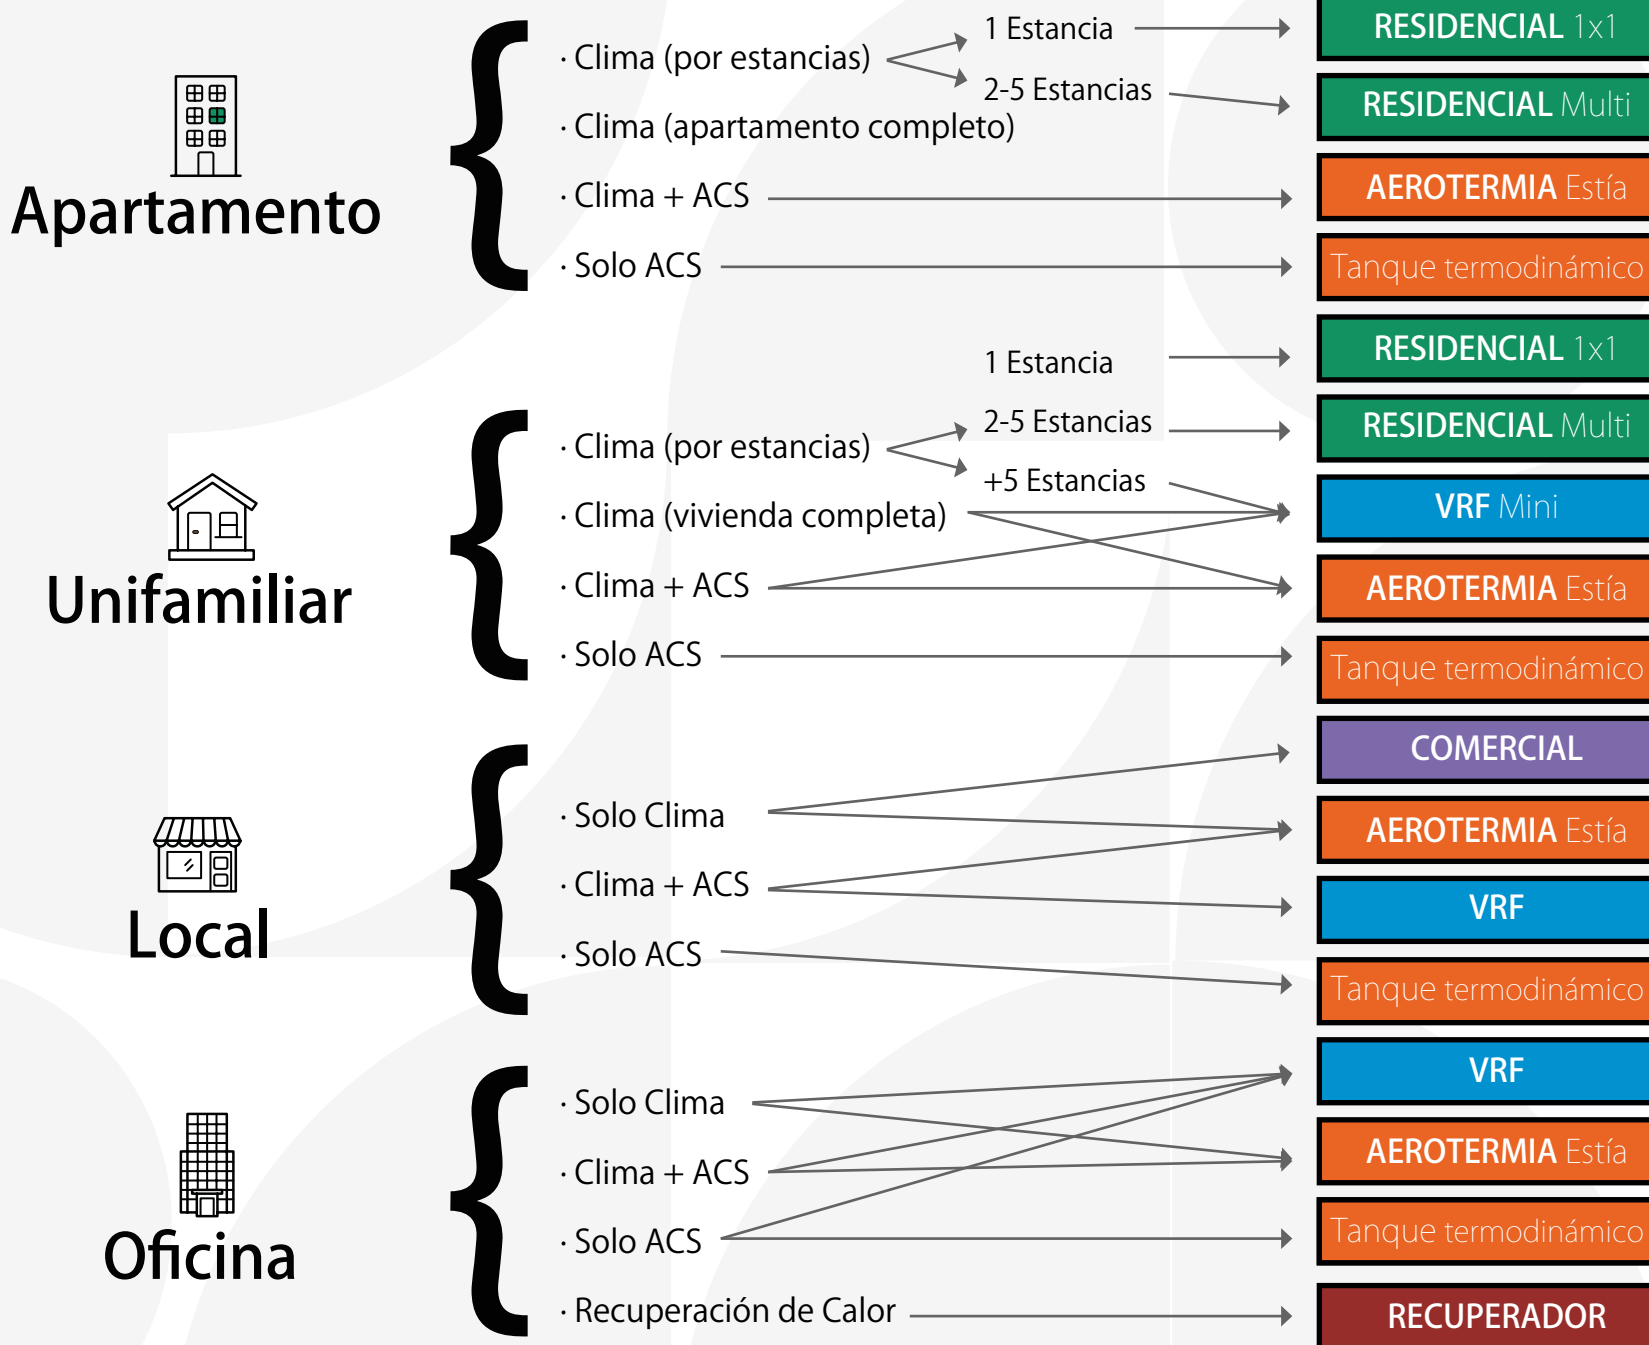 Apartamento
· Clima (por estancias)
1 Estancia
RESIDENCIAL 1x1
2-5 Estancias
RESIDENCIAL Multi
· Clima (apartamento completo)
· Clima + ACS
AEROTERMIA Estía
· Solo ACS
Tanque termodinámico
Unifamiliar
1 Estancia
RESIDENCIAL 1x1
· Clima (por estancias)
2-5 Estancias
RESIDENCIAL Multi
+5 Estancias
VRF Mini
· Clima (vivienda completa)
· Clima + ACS
AEROTERMIA Estía
· Solo ACS
Tanque termodinámico
Local
COMERCIAL
· Solo Clima
AEROTERMIA Estía
· Clima + ACS
VRF
· Solo ACS
Tanque termodinámico
Oficina
· Solo Clima
VRF
· Clima + ACS
AEROTERMIA Estía
· Solo ACS
Tanque termodinámico
· Recuperación de Calor
RECUPERADOR